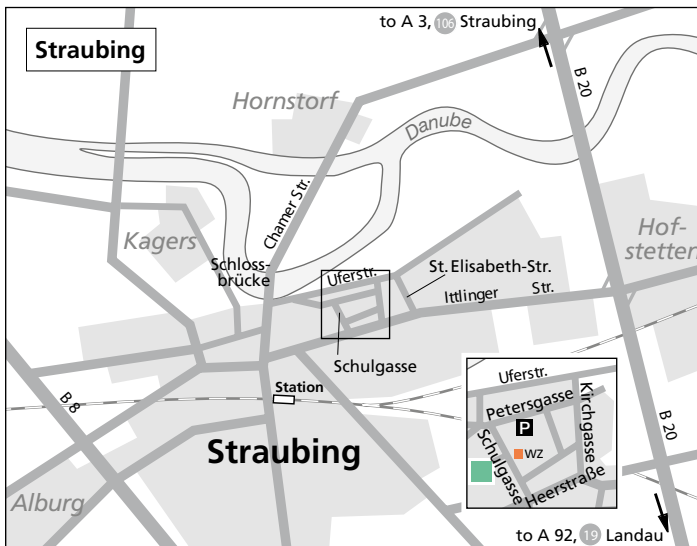 to A 3, 106 Straubing
Straubing
B 20
Hornstorf
Danube
Chamer Str.
Kagers
Hof-
stetten
Schloss-
brücke
Uferstr.
St. Elisabeth-Str.
Ittlinger Str.
Schulgasse
Station
B 8
Straubing
Alburg
Uferstr.
Petersgasse
Kirchgasse
P
WZ
Schulgasse
Heerstraße
B 20
to A 92, 19 Landau